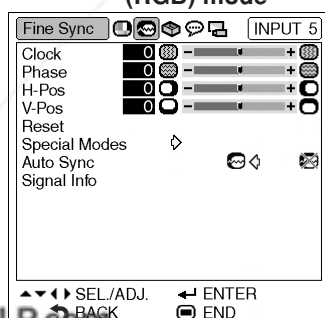 (RGB) mode
Fine Sync INPUT 5
Clock 0 - +
Phase 0 - +
H-Pos 0 - +
V-Pos 0 - +
Reset
Special Modes
Auto Sync
Signal Info
SEL./ADJ. ENTER
BACK END